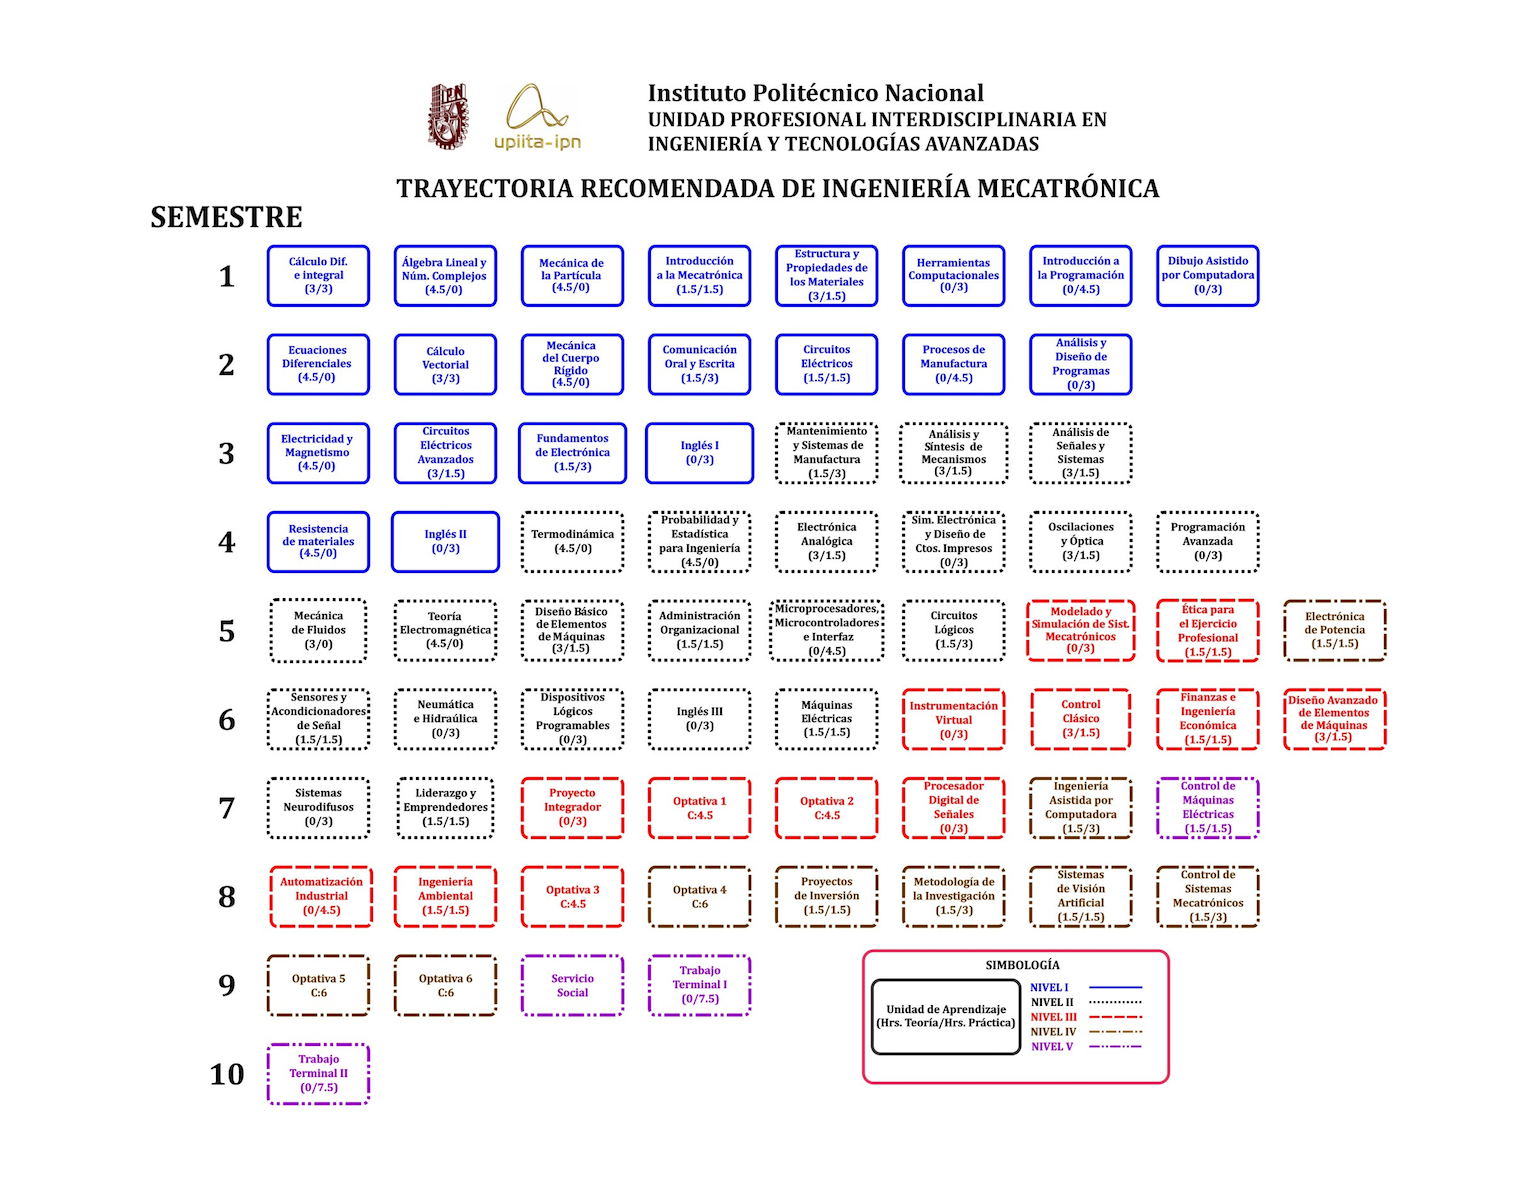 IPN
upiita-ipn
Instituto Politécnico Nacional
UNIDAD PROFESIONAL INTERDISCIPLINARIA EN
INGENIERÍA Y TECNOLOGÍAS AVANZADAS
TRAYECTORIA RECOMENDADA DE INGENIERÍA MECATRÓNICA
SEMESTRE
1
Cálculo Dif.
e integral
(3/3)
Álgebra Lineal y
Núm. Complejos
(4.5/0)
Mecánica de
la Partícula
(4.5/0)
Introducción
a la Mecatrónica
(1.5/1.5)
Estructura y
Propiedades de
los Materiales
(3/1.5)
Herramientas
Computacionales
(0/3)
Introducción a
la Programación
(0/4.5)
Dibujo Asistido
por Computadora
(0/3)
2
Ecuaciones
Diferenciales
(4.5/0)
Cálculo
Vectorial
(3/3)
Mecánica
del Cuerpo
Rígido
(4.5/0)
Comunicación
Oral y Escrita
(1.5/3)
Circuitos
Eléctricos
(1.5/1.5)
Procesos de
Manufactura
(0/4.5)
Análisis y
Diseño de
Programas
(0/3)
3
Electricidad y
Magnetismo
(4.5/0)
Circuitos
Eléctricos
Avanzados
(3/1.5)
Fundamentos
de Electrónica
(1.5/3)
Inglés I
(0/3)
Mantenimiento
y Sistemas de
Manufactura
(1.5/3)
Análisis y
Síntesis de
Mecanismos
(3/1.5)
Análisis de
Señales y
Sistemas
(3/1.5)
4
Resistencia
de materiales
(4.5/0)
Inglés II
(0/3)
Termodinámica
(4.5/0)
Probabilidad y
Estadística
para Ingeniería
(4.5/0)
Electrónica
Analógica
(3/1.5)
Sim. Electrónica
y Diseño de
Ctos. Impresos
(0/3)
Oscilaciones
y Óptica
(3/1.5)
Programación
Avanzada
(0/3)
5
Mecánica
de Fluidos
(3/0)
Teoría
Electromagnética
(4.5/0)
Diseño Básico
de Elementos
de Máquinas
(3/1.5)
Administración
Organizacional
(1.5/1.5)
Microprocesadores,
Microcontroladores
e Interfaz
(0/4.5)
Circuitos
Lógicos
(1.5/3)
Modelado y
Simulación de Sist.
Mecatrónicos
(0/3)
Ética para
el Ejercicio
Profesional
(1.5/1.5)
Electrónica
de Potencia
(1.5/1.5)
6
Sensores y
Acondicionadores
de Señal
(1.5/1.5)
Neumática
e Hidraúlica
(0/3)
Dispositivos
Lógicos
Programables
(0/3)
Inglés III
(0/3)
Máquinas
Eléctricas
(1.5/1.5)
Instrumentación
Virtual
(0/3)
Control
Clásico
(3/1.5)
Finanzas e
Ingeniería
Económica
(1.5/1.5)
Diseño Avanzado
de Elementos
de Máquinas
(3/1.5)
7
Sistemas
Neurodifusos
(0/3)
Liderazgo y
Emprendedores
(1.5/1.5)
Proyecto
Integrador
(0/3)
Optativa 1
C:4.5
Optativa 2
C:4.5
Procesador
Digital de
Señales
(0/3)
Ingeniería
Asistida por
Computadora
(1.5/3)
Control de
Máquinas
Eléctricas
(1.5/1.5)
8
Automatización
Industrial
(0/4.5)
Ingeniería
Ambiental
(1.5/1.5)
Optativa 3
C:4.5
Optativa 4
C:6
Proyectos
de Inversión
(1.5/1.5)
Metodología de
la Investigación
(1.5/3)
Sistemas
de Visión
Artificial
(1.5/1.5)
Control de
Sistemas
Mecatrónicos
(1.5/3)
9
Optativa 5
C:6
Optativa 6
C:6
Servicio
Social
Trabajo
Terminal I
(0/7.5)
10
Trabajo
Terminal II
(0/7.5)
SIMBOLOGÍA
Unidad de Aprendizaje
(Hrs. Teoría/Hrs. Práctica)
NIVEL I
NIVEL II
NIVEL III
NIVEL IV
NIVEL V